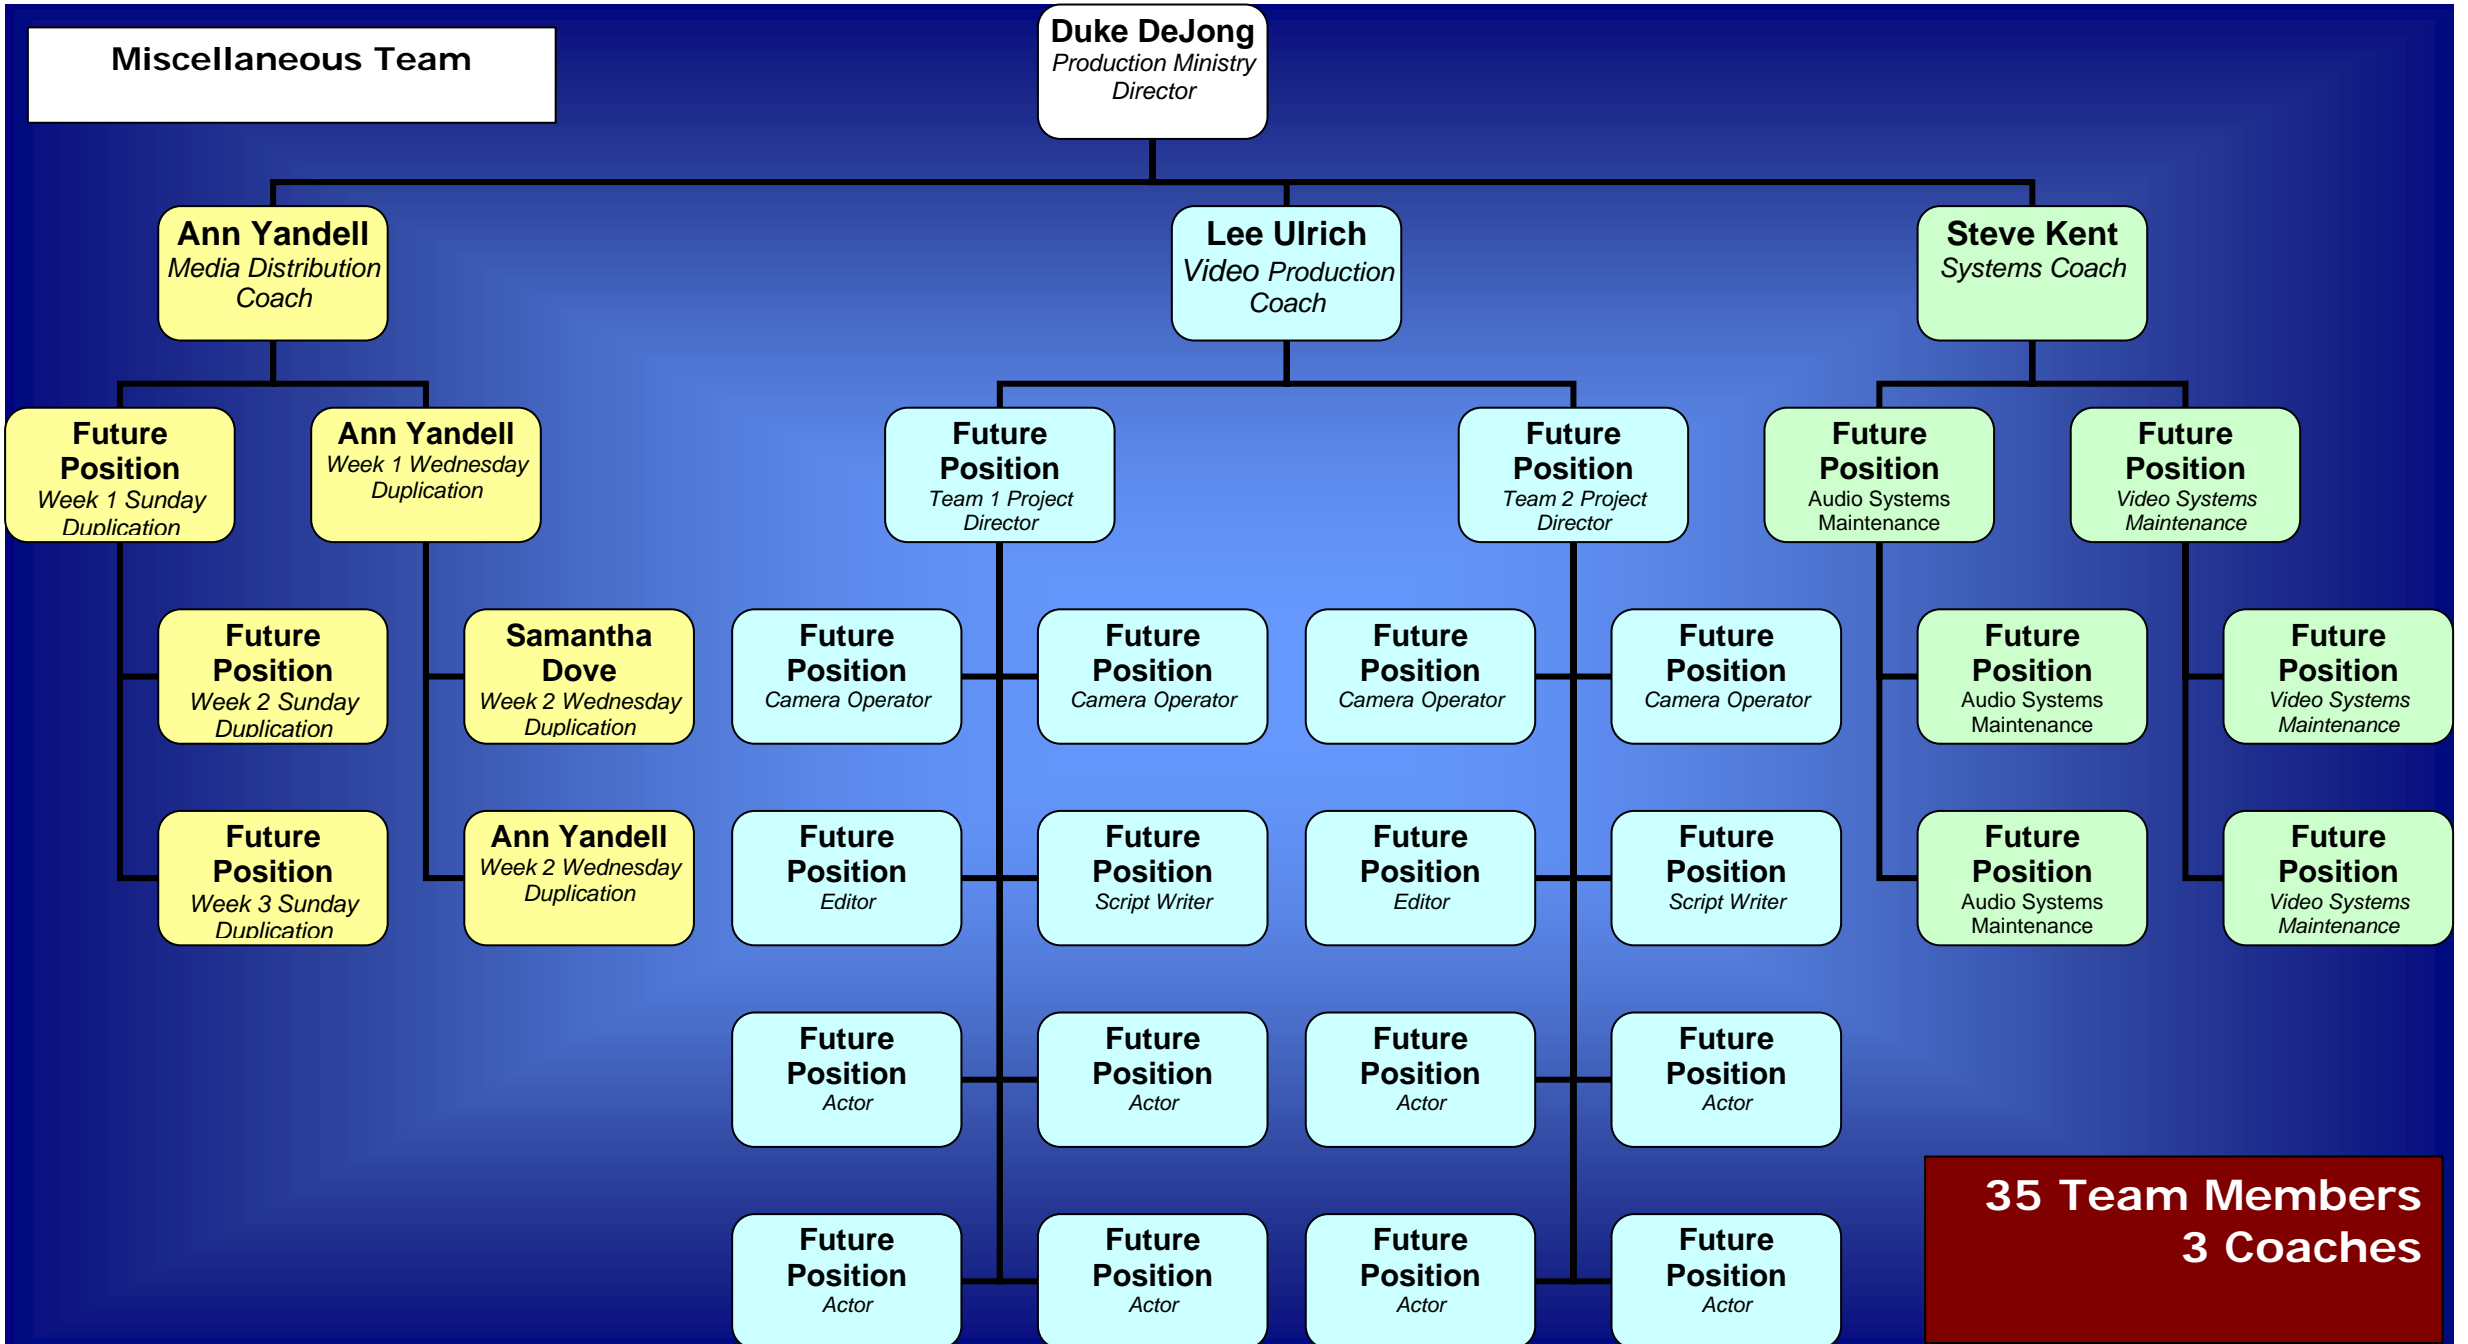 Miscellaneous Team
Duke DeJong
Production Ministry
Director
Ann Yandell
Media Distribution
Coach
Lee Ulrich
Video Production
Coach
Steve Kent
Systems Coach
Future
Position
Week 1 Sunday
Duplication
Ann Yandell
Week 1 Wednesday
Duplication
Future
Position
Team 1 Project
Director
Future
Position
Team 2 Project
Director
Future
Position
Audio Systems
Maintenance
Future
Position
Video Systems
Maintenance
Future
Position
Week 2 Sunday
Duplication
Samantha
Dove
Week 2 Wednesday
Duplication
Future
Position
Camera Operator
Future
Position
Camera Operator
Future
Position
Camera Operator
Future
Position
Camera Operator
Future
Position
Audio Systems
Maintenance
Future
Position
Video Systems
Maintenance
Future
Position
Week 3 Sunday
Duplication
Ann Yandell
Week 2 Wednesday
Duplication
Future
Position
Editor
Future
Position
Script Writer
Future
Position
Editor
Future
Position
Script Writer
Future
Position
Audio Systems
Maintenance
Future
Position
Video Systems
Maintenance
Future
Position
Actor
Future
Position
Actor
Future
Position
Actor
Future
Position
Actor
Future
Position
Actor
Future
Position
Actor
Future
Position
Actor
Future
Position
Actor
35 Team Members
3 Coaches